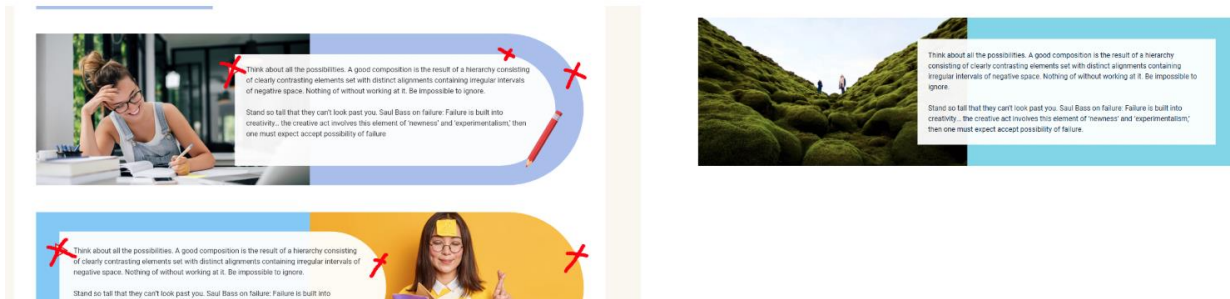 Think about all the possibilities. A good composition is the result of a hierarchy consisting
of clearly contrasting elements set with distinct alignments containing irregular intervals
of negative space. Nothing of without working at it. Be impossible to ignore.
Stand so tall that they can't look past you. Saul Bass on failure: Failure is built into
creativity... the creative act involves this element of 'newness' and 'experimentalism,' then
one must expect accept possibility of failure
Think about all the possibilities. A good composition is the result of a hierarchy consisting
of clearly contrasting elements set with distinct alignments containing irregular intervals of
negative space. Nothing of without working at it. Be impossible to ignore.
Stand so tall that they can't look past you. Saul Bass on failure: Failure is built into
Think about all the possibilities. A good composition is the result of a hierarchy
consisting of clearly contrasting elements set with distinct alignments containing
irregular intervals of negative space. Nothing of without working at it. Be impossible to
ignore.
Stand so tall that they can't look past you. Saul Bass on failure: Failure is built into
creativity... the creative act involves this element of 'newness' and 'experimentalism,'
then one must expect accept possibility of failure.